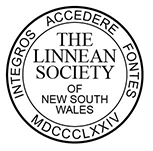 INTEGROS ACCEDERE FONTES
THE
LINNEAN
SOCIETY
OF
NEW SOUTH
WALES
MDCCCLXXIV